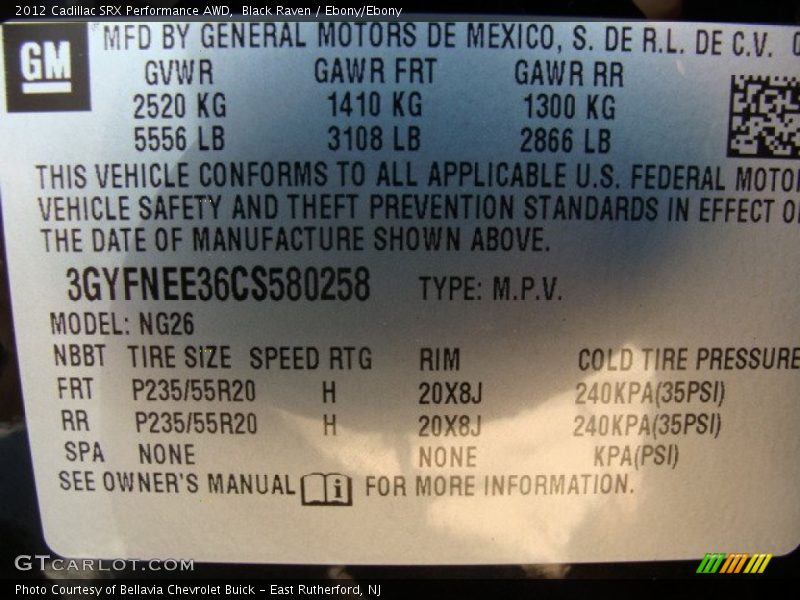 2012 Cadillac SRX Performance AWD,  Black Raven / Ebony/Ebony
GM
MFD BY GENERAL MOTORS DE MEXICO, S. DE R.L. DE C.V.
GVWR GAWR FRT GAWR RR
2520 KG 1410 KG 1300 KG
5556 LB 3108 LB 2866 LB
THIS VEHICLE CONFORMS TO ALL APPLICABLE U.S. FEDERAL MOTO
VEHICLE SAFETY AND THEFT PREVENTION STANDARDS IN EFFECT O
THE DATE OF MANUFACTURE SHOWN ABOVE.
3GYFNEE36CS580258 TYPE: M.P.V.
MODEL: NG26
NBBT TIRE SIZE SPEED RTG RIM COLD TIRE PRESSURE
FRT P235/55R20 H 20X8J 240KPA(35PSI)
RR P235/55R20 H 20X8J 240KPA(35PSI)
SPA NONE NONE KPA(PSI)
SEE OWNER'S MANUAL i FOR MORE INFORMATION.
GTCARLOT.COM
Photo Courtesy of Bellavia Chevrolet Buick - East Rutherford, NJ